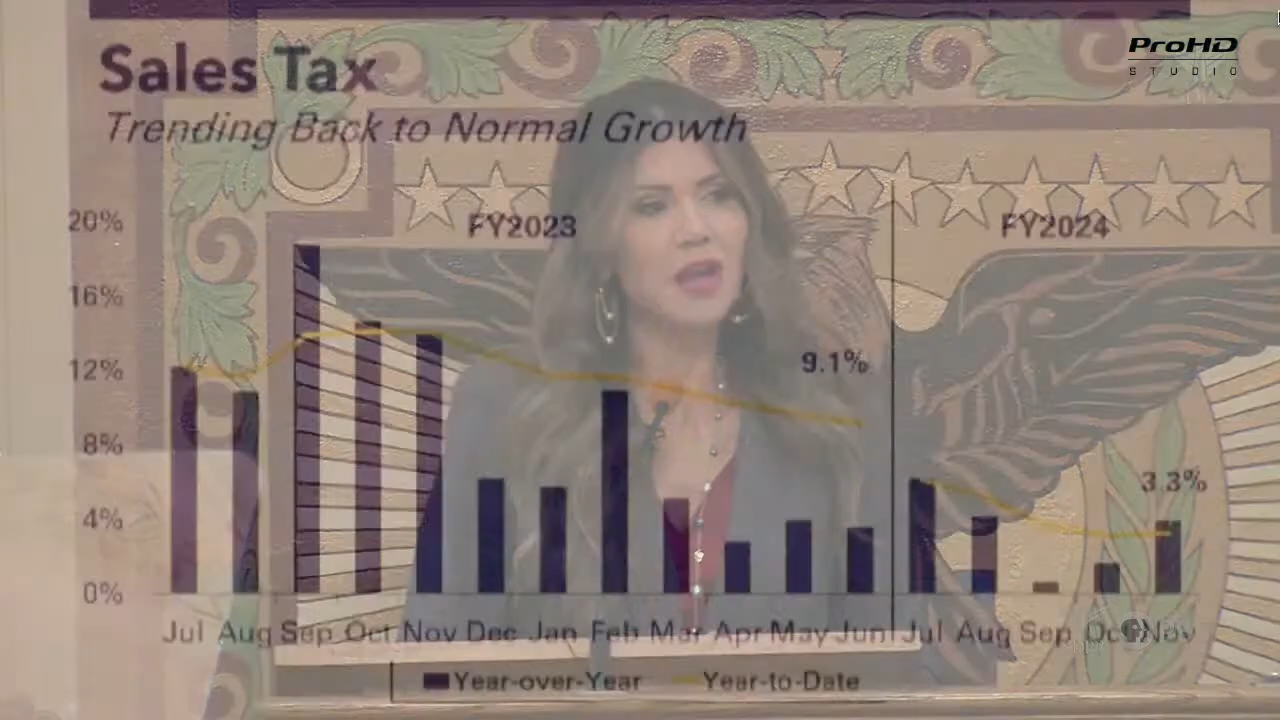 ProHD
STUDIO
Sales Tax
Trending Back to Normal Growth
20%
FY2023
FY2024
16%
12%
9.1%
8%
3.3%
4%
0%
Jul Aug Sep Oct Nov Dec Jan Feb Mar Apr May Jun Jul Aug Sep Oct Nov
Year-over-Year Year-to-Date